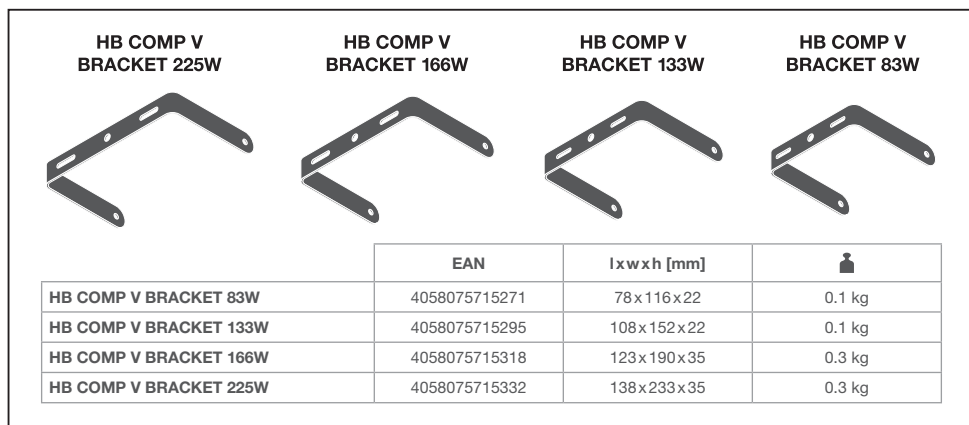 HB COMP V
BRACKET 225W
HB COMP V
BRACKET 166W
HB COMP V
BRACKET 133W
HB COMP V
BRACKET 83W
EAN l x w x h [mm]
HB COMP V BRACKET 83W 4058075715271 78 x 116 x 22 0.1 kg
HB COMP V BRACKET 133W 4058075715295 108 x 152 x 22 0.1 kg
HB COMP V BRACKET 166W 4058075715318 123 x 190 x 35 0.3 kg
HB COMP V BRACKET 225W 4058075715332 138 x 233 x 35 0.3 kg